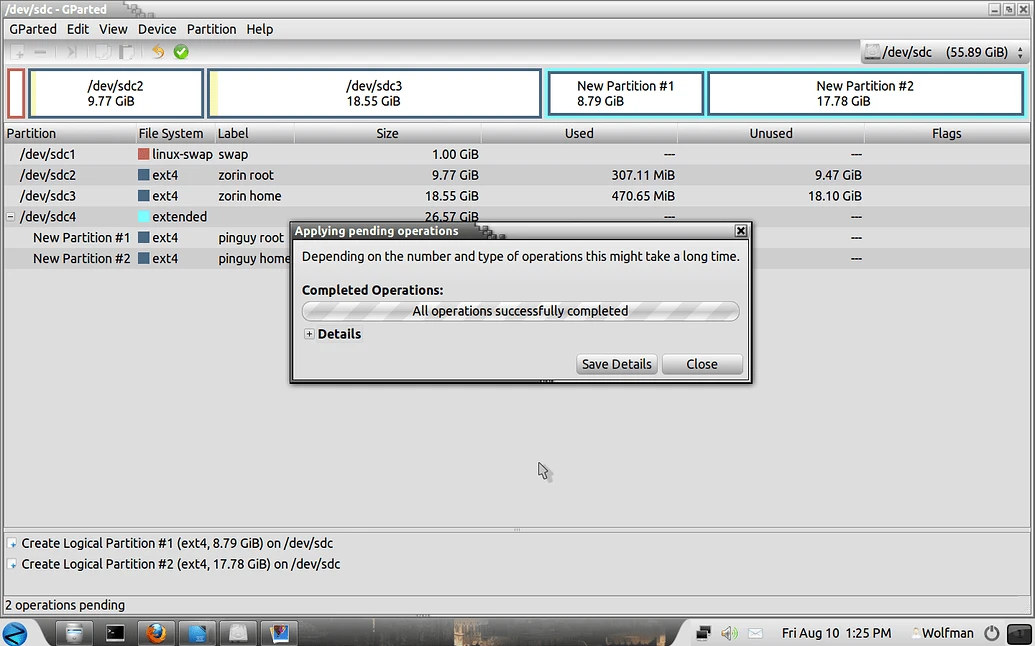 /dev/sdc - GParted
GParted Edit View Device Partition Help
/dev/sdc (55.89 GiB)
/dev/sdc2
9.77 GiB
/dev/sdc3
18.55 GiB
New Partition #1
8.79 GiB
New Partition #2
17.78 GiB
Partition File System Label Size Used Unused Flags
/dev/sdc1 linux-swap swap 1.00 GiB --- ---
/dev/sdc2 ext4 zorin root 9.77 GiB 307.11 MiB 9.47 GiB
/dev/sdc3 ext4 zorin home 18.55 GiB 470.65 MiB 18.10 GiB
/dev/sdc4 extended 26.57 GiB --- ---
New Partition #1 ext4 pinguy root ---
New Partition #2 ext4 pinguy home ---
Applying pending operations
Depending on the number and type of operations this might take a long time.
Completed Operations:
All operations successfully completed
Details
Save Details Close
Create Logical Partition #1 (ext4, 8.79 GiB) on /dev/sdc
Create Logical Partition #2 (ext4, 17.78 GiB) on /dev/sdc
2 operations pending
Fri Aug 10 1:25 PM Wolfman